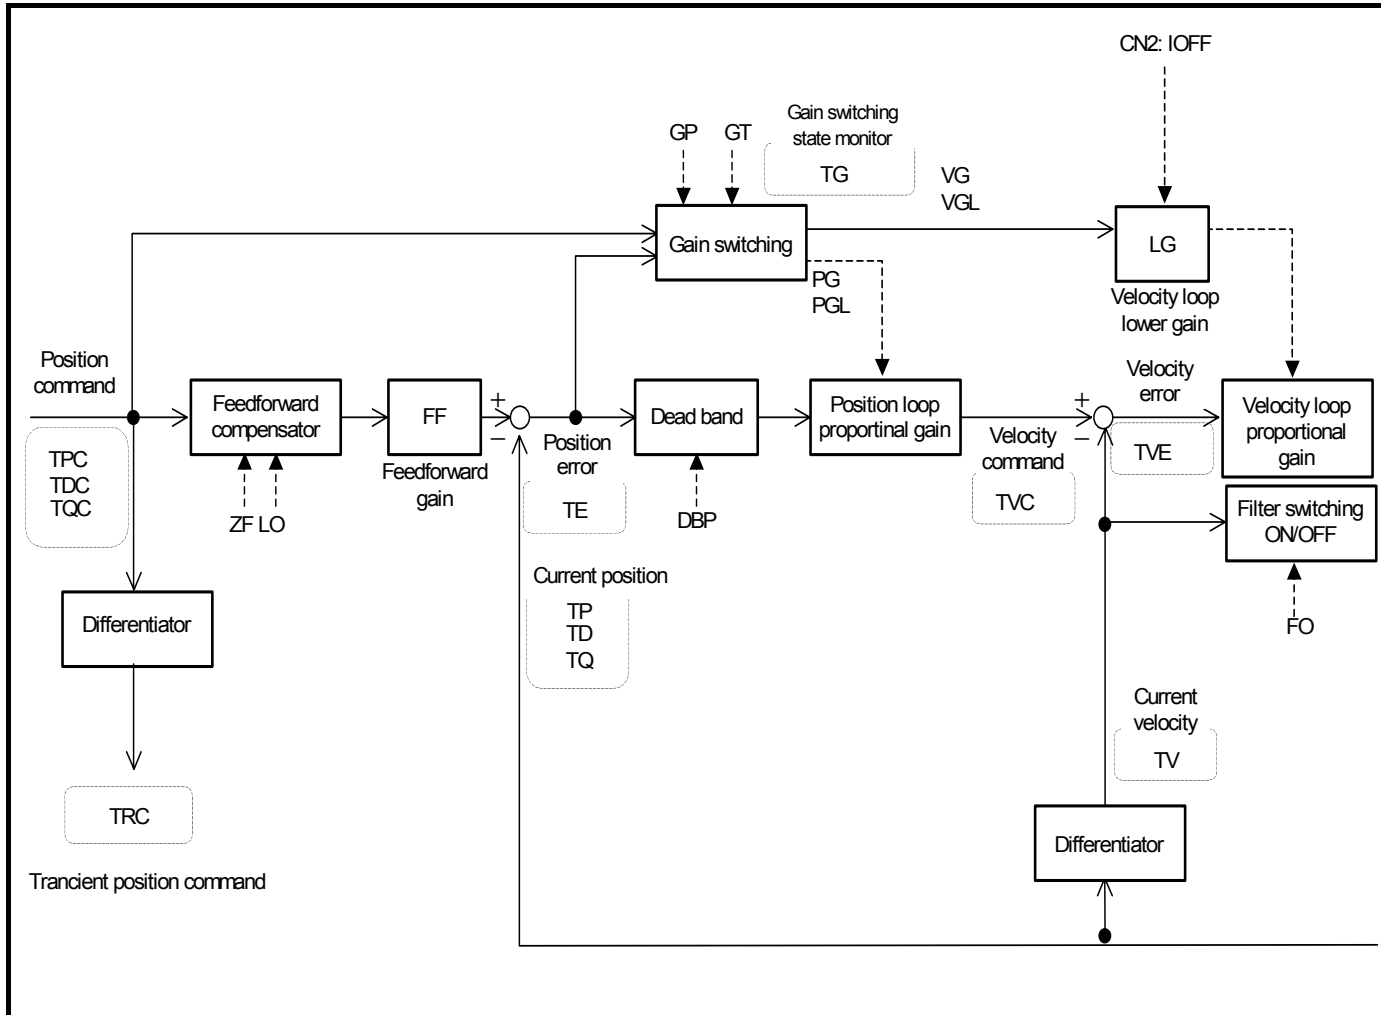 CN2: IOFF
Gain switching
state monitor
GP
GT
TG
VG
VGL
Gain switching
LG
PG
PGL
Velocity loop
lower gain
Position
command
Feedforward
compensator
FF
+
−
Feedforward
gain
Position
error
Dead band
Position loop
proportinal gain
Velocity
command
+
−
Velocity
error
Velocity loop
proportional
gain
TPC
TDC
TQC
ZF LO
TE
DBP
TVC
TVE
Filter switching
ON/OFF
FO
Current position
TP
TD
TQ
Differentiator
Current
velocity
TV
TRC
Differentiator
Trancient position command